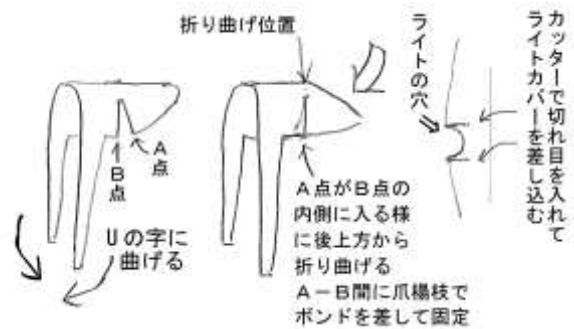 折り曲げ位置
A点
B点
Uの字に
曲げる
A点がB点の
内側に入る様
に後上方から
折り曲げる
A－B間に爪楊枝で
ボンドを差して固定
ライトの穴
カッターで切れ目を入れて
ライトカバーを差し込む